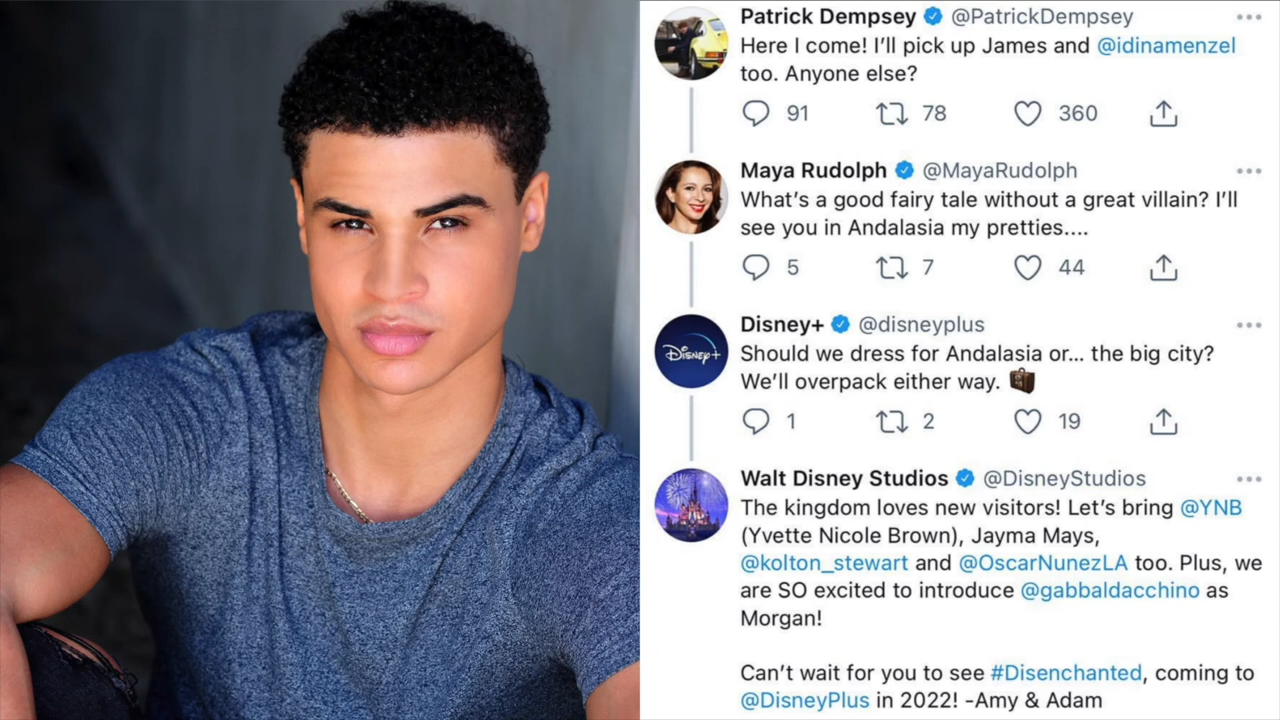 Patrick Dempsey @PatrickDempsey
Here I come! I'll pick up James and @idinamenzel
too. Anyone else?
91 78 360
Maya Rudolph @MayaRudolph
What's a good fairy tale without a great villain? I'll
see you in Andalasia my pretties....
5 7 44
Disney+ @disneyplus
Should we dress for Andalasia or... the big city?
We'll overpack either way.
1 2 19
Disney+
Walt Disney Studios @DisneyStudios
The kingdom loves new visitors! Let's bring @YNB
(Yvette Nicole Brown), Jayma Mays,
@kolton_stewart and @OscarNunezLA too. Plus, we
are SO excited to introduce @gabbaldacchino as
Morgan!
Can't wait for you to see #Disenchanted, coming to
@DisneyPlus in 2022! -Amy & Adam